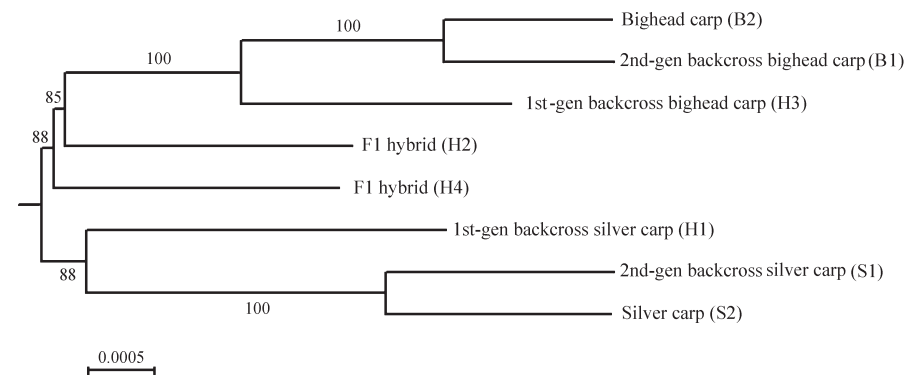 Bighead carp (B2)
100
100
2nd-gen backcross bighead carp (B1)
85
1st-gen backcross bighead carp (H3)
88
F1 hybrid (H2)
F1 hybrid (H4)
1st-gen backcross silver carp (H1)
88
2nd-gen backcross silver carp (S1)
100
Silver carp (S2)
0.0005